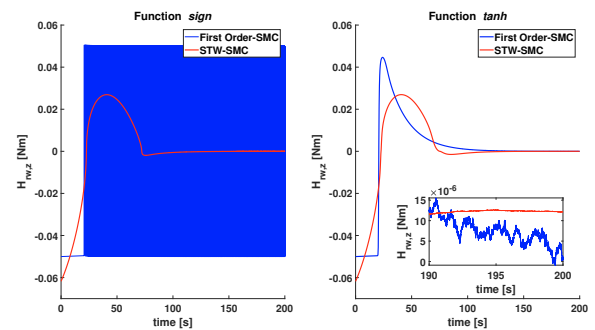 Function sign
First Order-SMC
STW-SMC
0.06
0.04
0.02
0
-0.02
-0.04
-0.06
H_rw,z [Nm]
0
50
100
150
200
time [s]
Function tanh
First Order-SMC
STW-SMC
0.06
0.04
0.02
0
-0.02
-0.04
-0.06
H_rw,z [Nm]
0
50
100
150
200
time [s]
×10^-6
15
10
5
0
H_rw,z [Nm]
190
195
200
time [s]